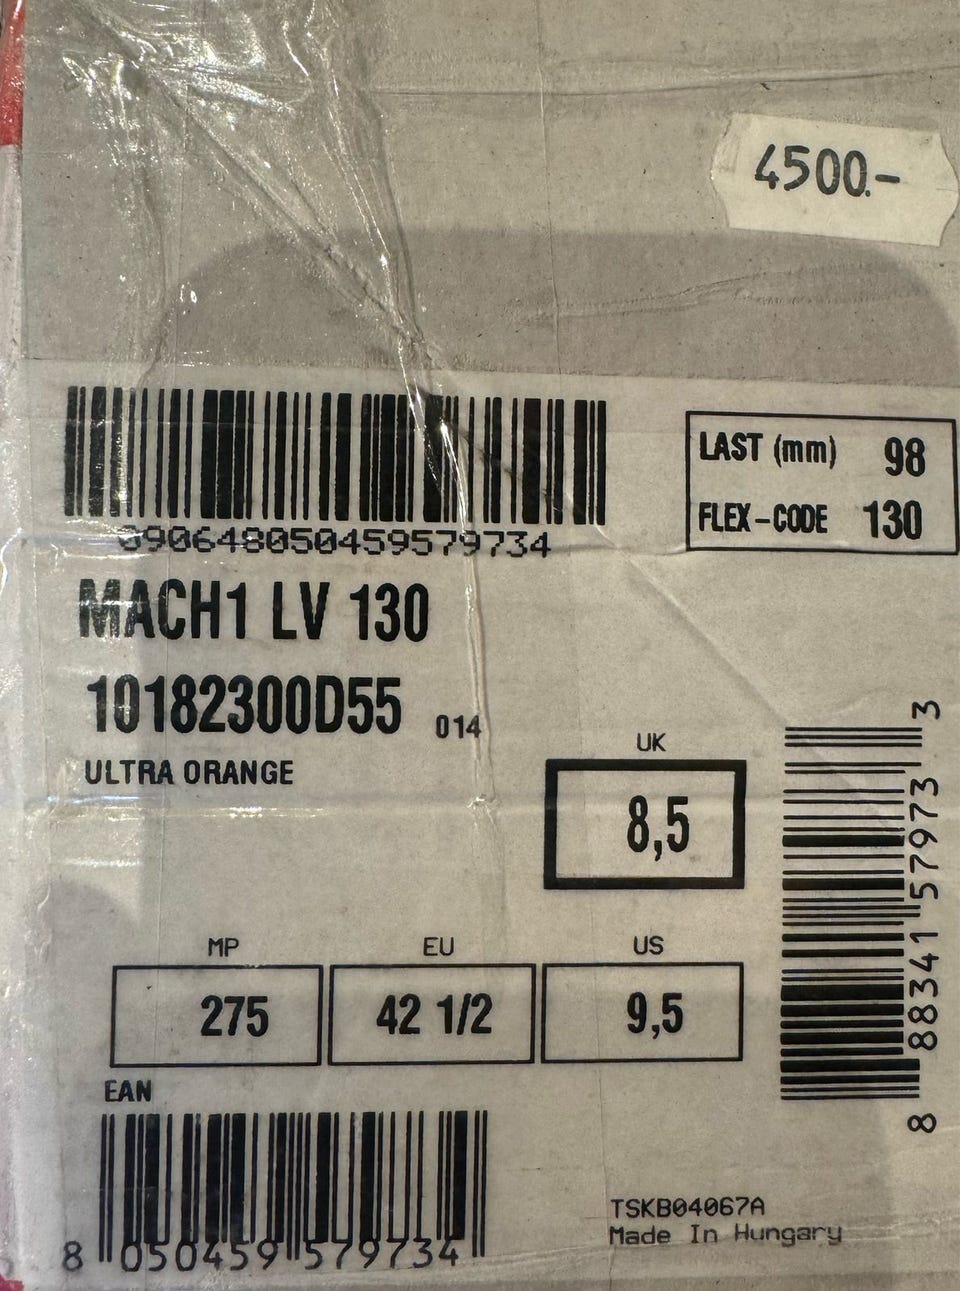 4500.-
LAST (mm) 98
FLEX-CODE 130
090648050459579734
MACH1 LV 130
10182300D55 014
ULTRA ORANGE
UK
8,5
MP EU US
275 42 1/2 9,5
8 88341 57973 3
EAN
8 050459 579734
TSKB04067A
Made In Hungary